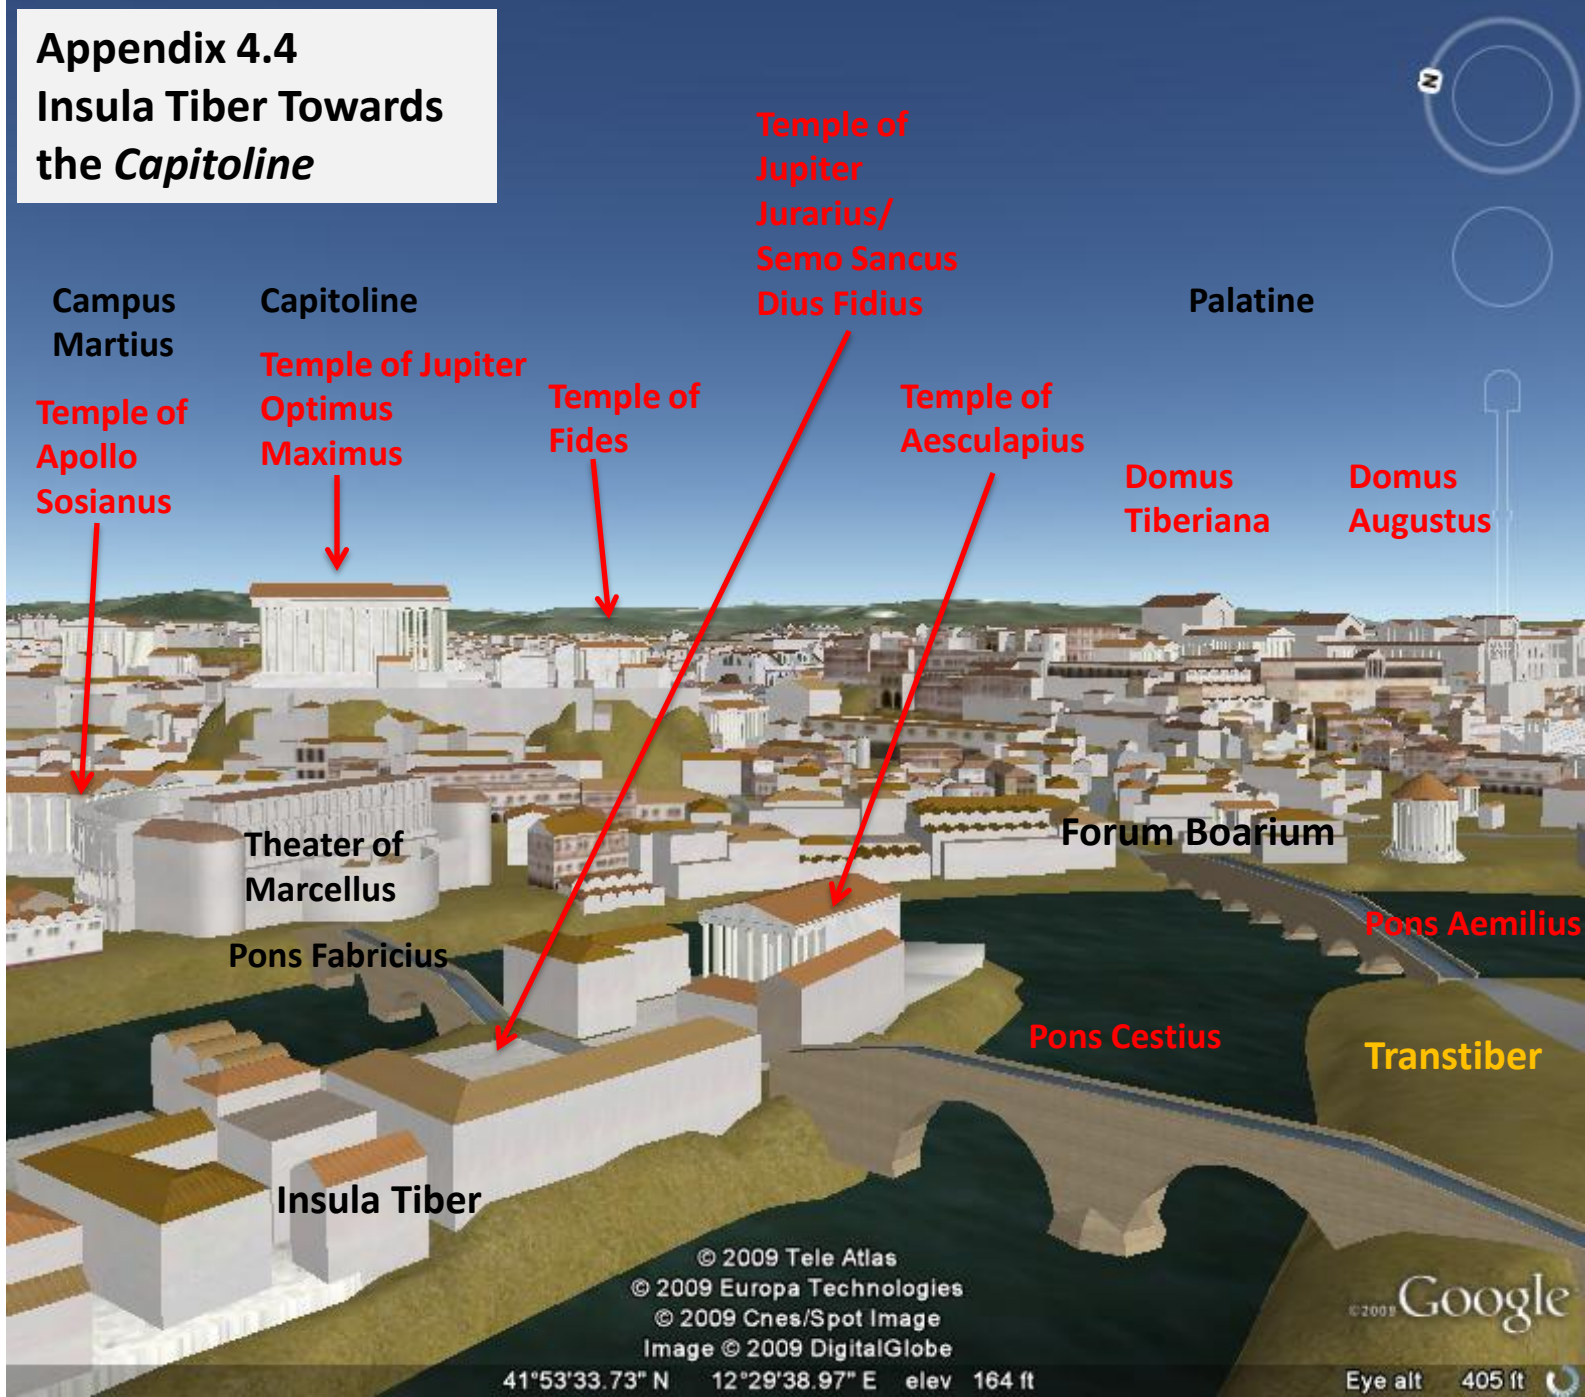 Appendix 4.4
Insula Tiber Towards
the Capitoline
N
Temple of
Jupiter
Jurarius/
Semo Sancus
Dius Fidius
Campus
Martius
Capitoline
Palatine
Temple of
Apollo
Sosianus
Temple of Jupiter
Optimus
Maximus
Temple of
Fides
Temple of
Aesculapius
Domus
Tiberiana
Domus
Augustus
Theater of
Marcellus
Forum Boarium
Pons Fabricius
Pons Aemilius
Pons Cestius
Transtiber
Insula Tiber
© 2009 Tele Atlas
© 2009 Europa Technologies
© 2009 Cnes/Spot Image
Image © 2009 DigitalGlobe
©2009 Google
41°53'33.73" N 12°29'38.97" E elev 164 ft
Eye alt 405 ft